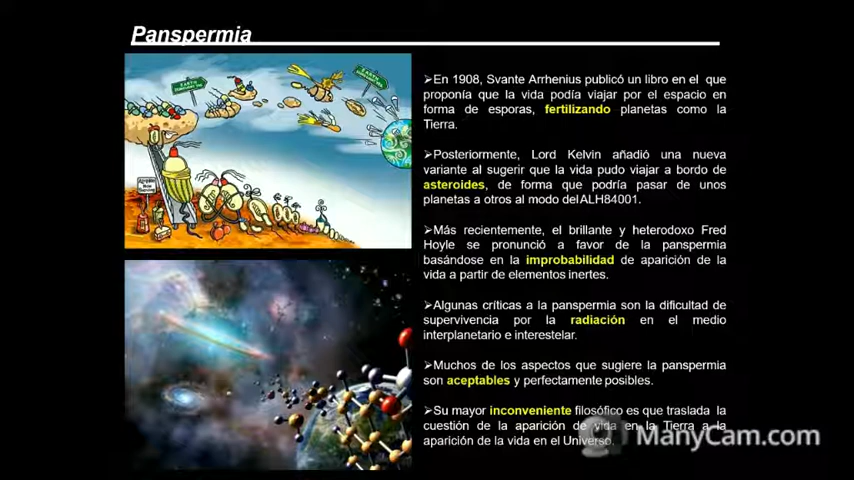 Panspermia
➢En 1908, Svante Arrhenius publicó un libro en el que
proponía que la vida podía viajar por el espacio en
forma de esporas, fertilizando planetas como la
Tierra.
➢Posteriormente, Lord Kelvin añadió una nueva
variante al sugerir que la vida pudo viajar a bordo de
asteroides, de forma que podría pasar de unos
planetas a otros al modo del ALH84001.
➢Más recientemente, el brillante y heterodoxo Fred
Hoyle se pronunció a favor de la panspermia
basándose en la improbabilidad de aparición de la
vida a partir de elementos inertes.
➢Algunas críticas a la panspermia son la dificultad de
supervivencia por la radiación en el medio
interplanetario e interestelar.
➢Muchos de los aspectos que sugiere la panspermia
son aceptables y perfectamente posibles.
➢Su mayor inconveniente filosófico es que traslada la
cuestión de la aparición de vida en la Tierra a la
aparición de la vida en el Universo.
ManyCam.com